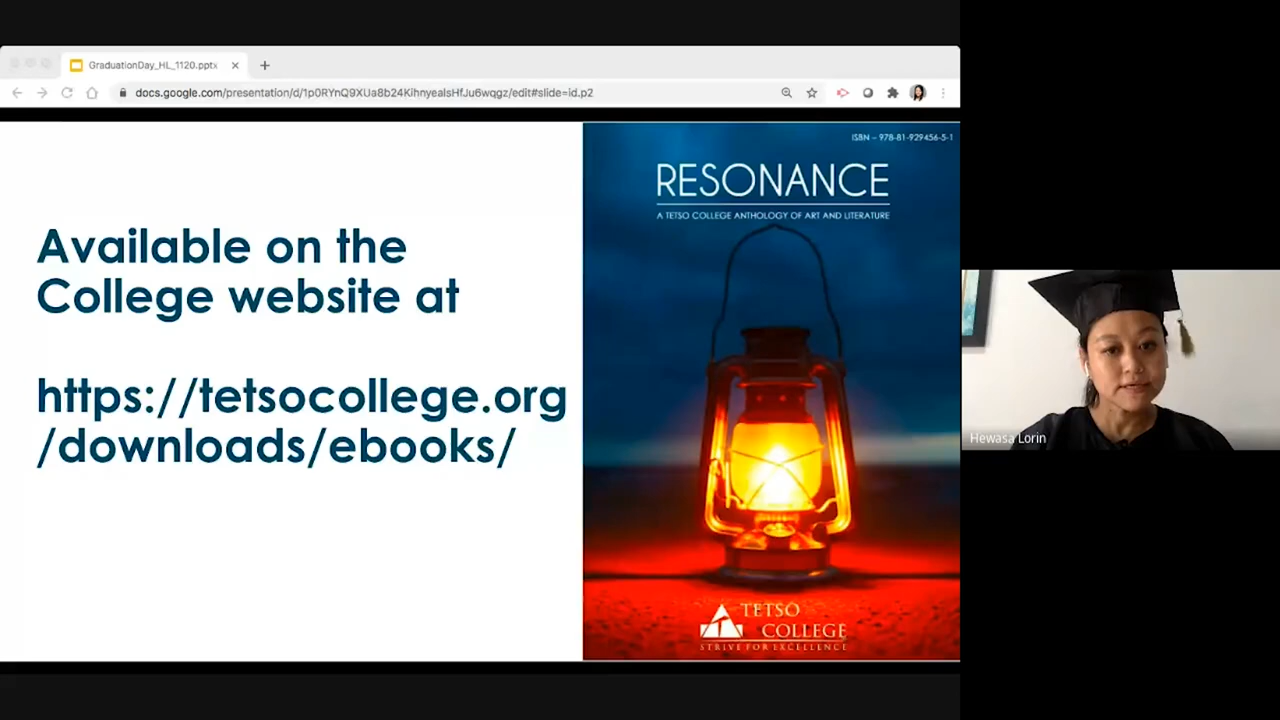 GraduationDay_HL_1120.pptx
docs.google.com/presentation/d/1p0RYnQ9XUa8b24KihnyealsHfJu6wqgz/edit#slide=id.p2
Available on the
College website at
https://tetsocollege.org
/downloads/ebooks/
ISBN – 978-81-929456-5-1
RESONANCE
A TETSO COLLEGE ANTHOLOGY OF ART AND LITERATURE
TETSO
COLLEGE
STRIVE FOR EXCELLENCE
Hewasa Lorin